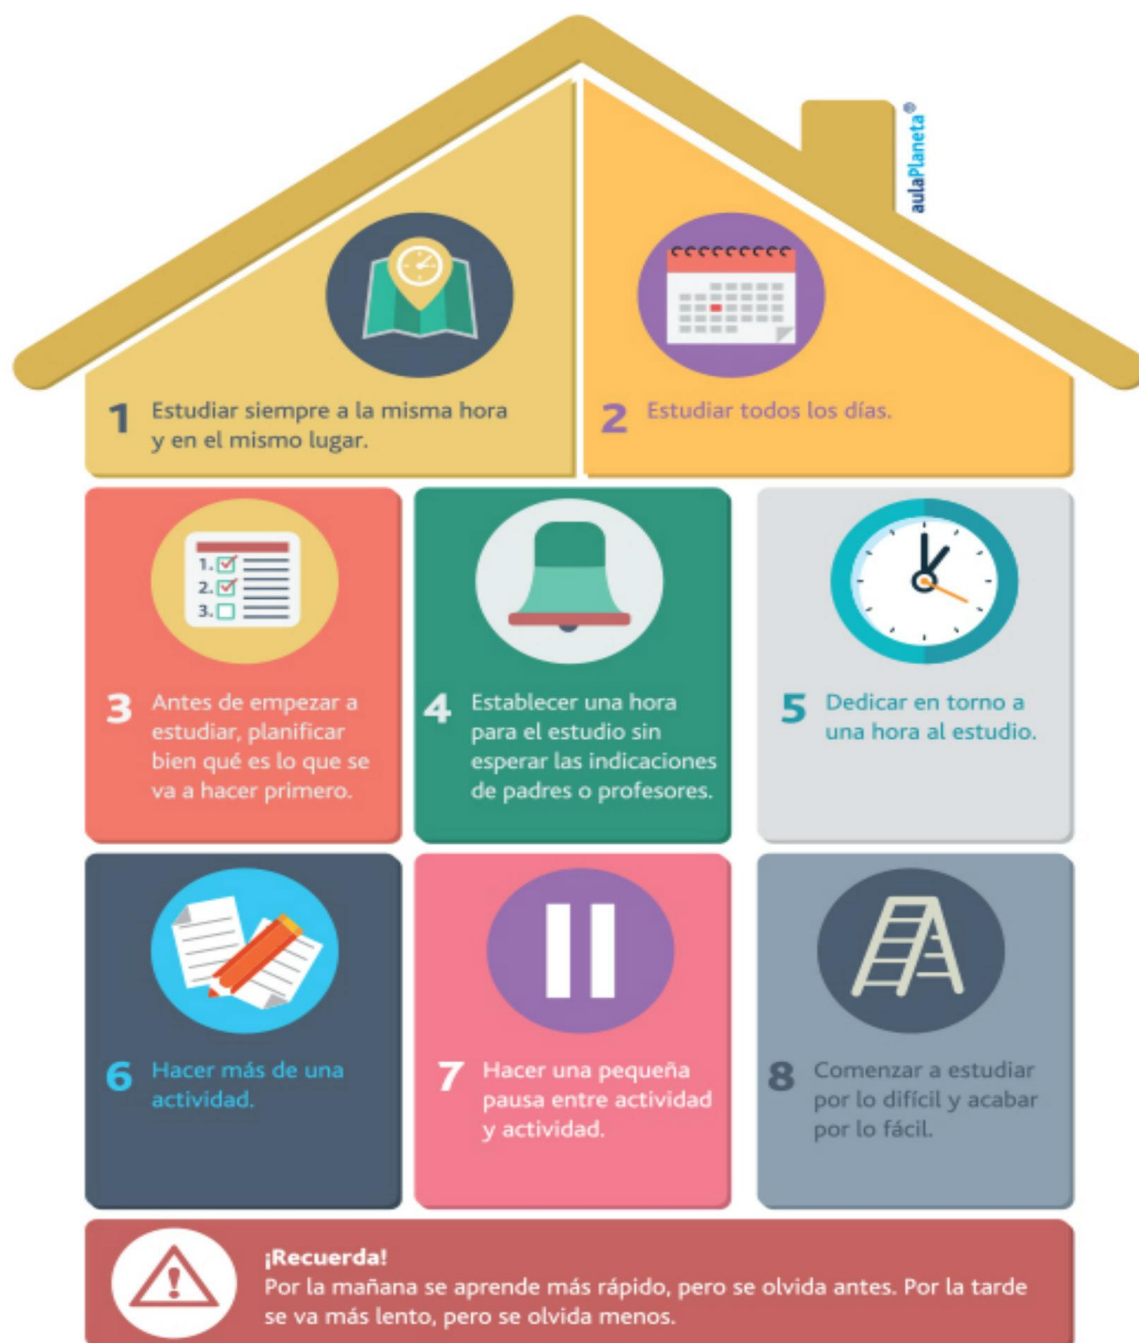 aulaPlaneta®
1 Estudiar siempre a la misma hora
y en el mismo lugar.
2 Estudiar todos los días.
1.
2.
3.
3 Antes de empezar a
estudiar, planificar
bien qué es lo que se
va a hacer primero.
4 Establecer una hora
para el estudio sin
esperar las indicaciones
de padres o profesores.
5 Dedicar en torno a
una hora al estudio.
6 Hacer más de una
actividad.
7 Hacer una pequeña
pausa entre actividad
y actividad.
8 Comenzar a estudiar
por lo difícil y acabar
por lo fácil.
¡Recuerda!
Por la mañana se aprende más rápido, pero se olvida antes. Por la tarde
se va más lento, pero se olvida menos.